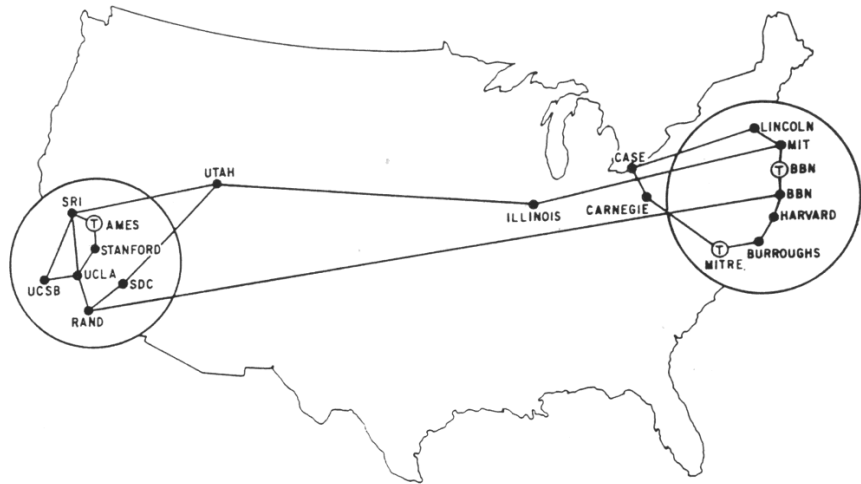 LINCOLN
MIT
CASE
T BBN
UTAH
BBN
SRI
ILLINOIS
CARNEGIE
HARVARD
T AMES
STANFORD
T
BURROUGHS
MITRE
UCLA
UCSB
SDC
RAND